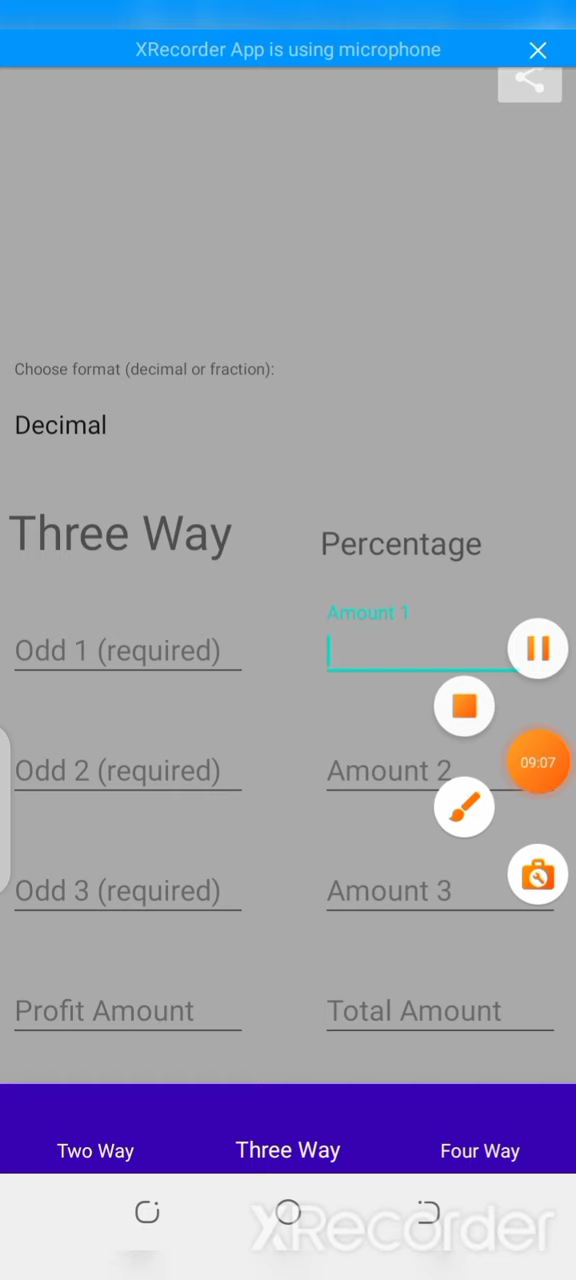 XRecorder App is using microphone
Choose format (decimal or fraction):
Decimal
Three Way
Percentage
Amount 1
Odd 1 (required)
Odd 2 (required)
Amount 2
09:07
Odd 3 (required)
Amount 3
Profit Amount
Total Amount
Two Way
Three Way
Four Way
XRecorder